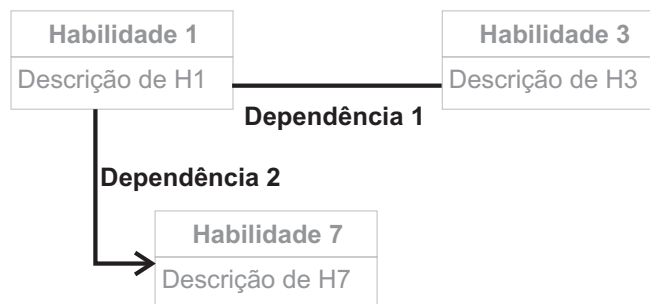 Habilidade 1
Habilidade 3
Descrição de H1
Descrição de H3
Dependência 1
Dependência 2
Habilidade 7
Descrição de H7